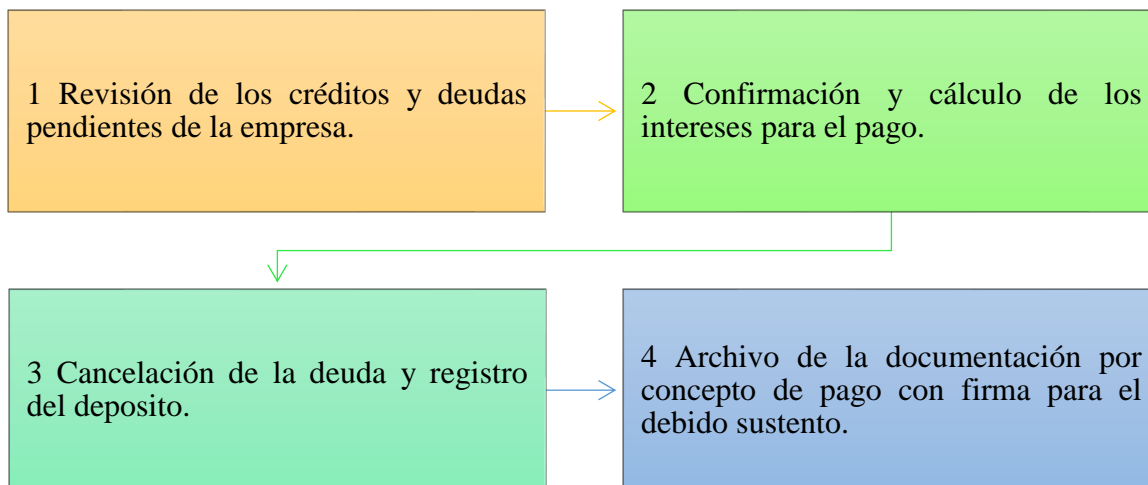 1 Revisión de los créditos y deudas
pendientes de la empresa.
2 Confirmación y cálculo de los
intereses para el pago.
3 Cancelación de la deuda y registro
del deposito.
4 Archivo de la documentación por
concepto de pago con firma para el
debido sustento.